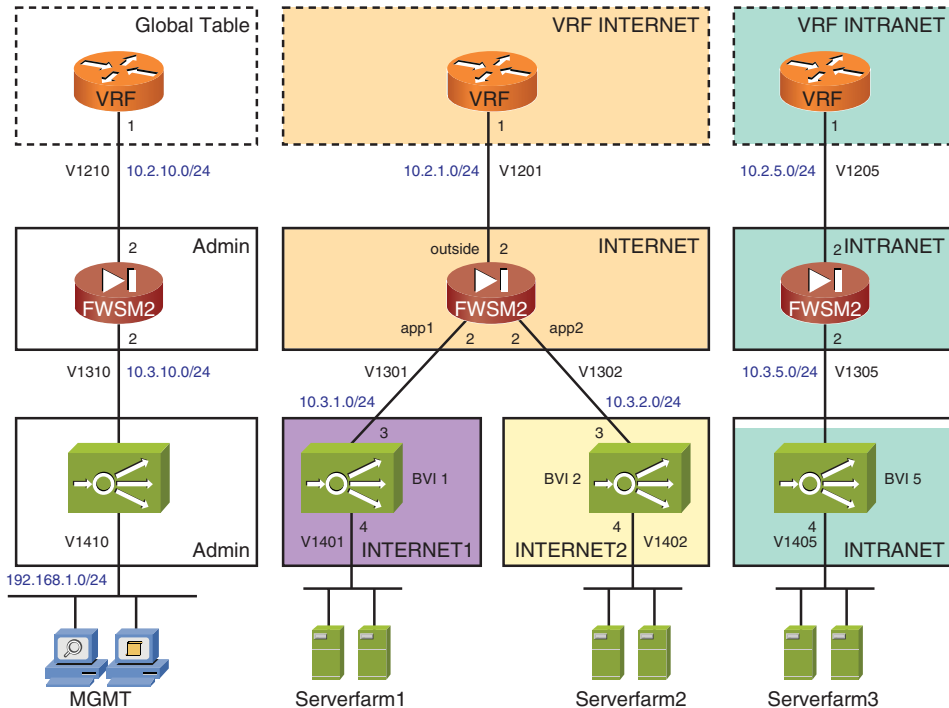 Global Table
VRF INTERNET
VRF INTRANET
VRF
VRF
VRF
1
1
1
V1210
10.2.10.0/24
10.2.1.0/24
V1201
10.2.5.0/24
V1205
2
Admin
outside
2
INTERNET
2
INTRANET
FWSM2
FWSM2
FWSM2
2
app1
2
2
app2
2
V1310
10.3.10.0/24
V1301
V1302
10.3.5.0/24
V1305
10.3.1.0/24
10.3.2.0/24
3
3
BVI 1
BVI 2
BVI 5
4
4
4
V1410
V1401
V1402
V1405
Admin
INTERNET1
INTERNET2
INTRANET
192.168.1.0/24
MGMT
Serverfarm1
Serverfarm2
Serverfarm3